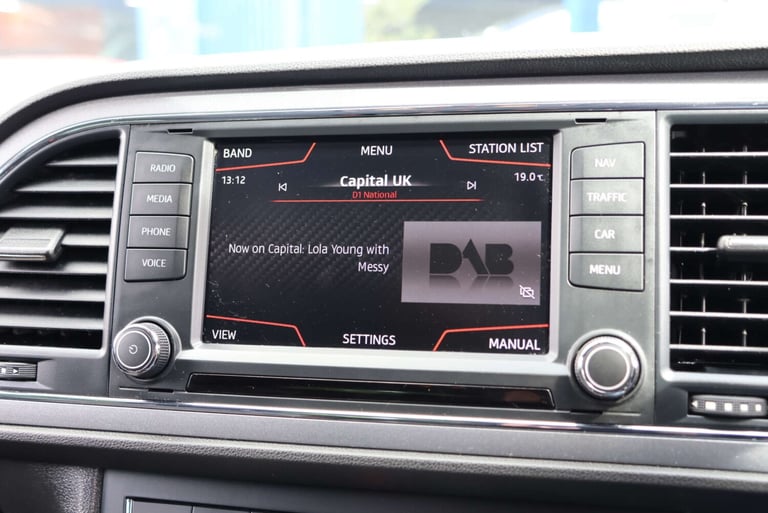 RADIO
MEDIA
PHONE
VOICE
BAND
MENU
STATION LIST
13:12
Capital UK
19.0℃
D1 National
Now on Capital: Lola Young with
Messy
DAB
VIEW
SETTINGS
MANUAL
NAV
TRAFFIC
CAR
MENU